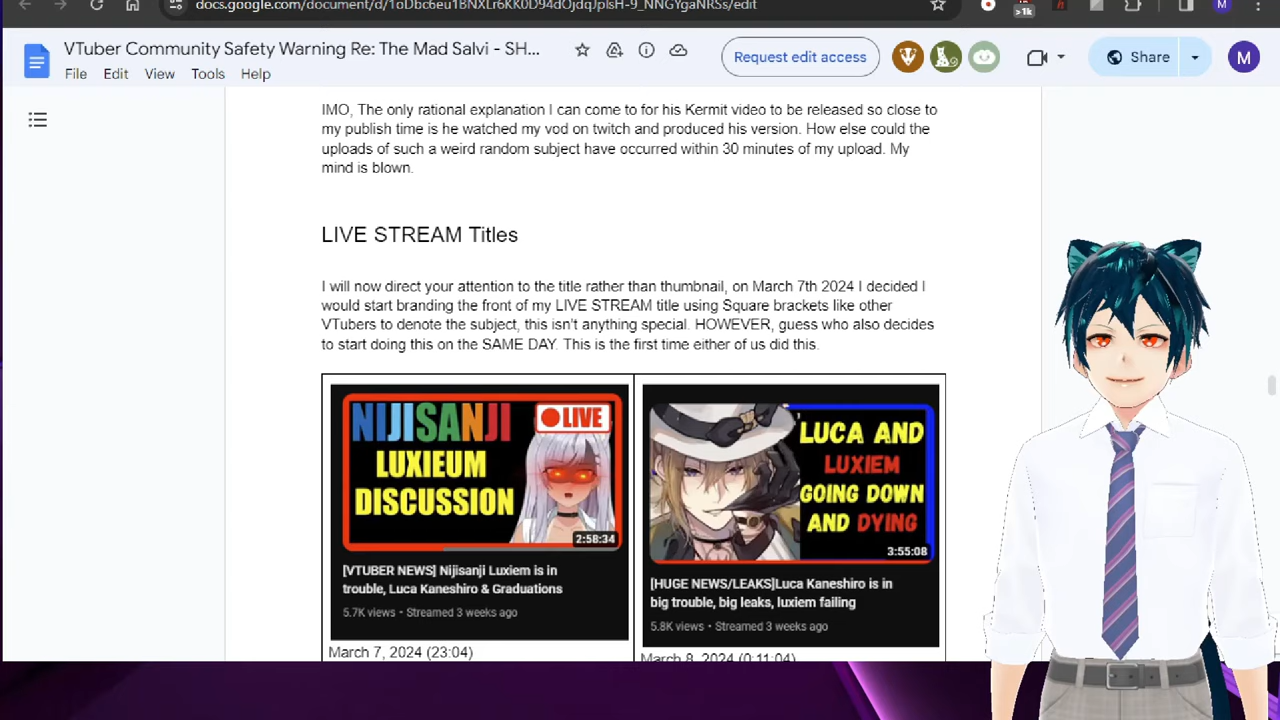 docs.google.com/document/d/1oDbc6eu1BNXLr6KK0D94dOjdqJplsH-9_NNGYgaNRSs/edit
>1k
M
VTuber Community Safety Warning Re: The Mad Salvi - SH...
Request edit access
Share
M
File Edit View Tools Help
IMO, The only rational explanation I can come to for his Kermit video to be released so close to
my publish time is he watched my vod on twitch and produced his version. How else could the
uploads of such a weird random subject have occurred within 30 minutes of my upload. My
mind is blown.
LIVE STREAM Titles
I will now direct your attention to the title rather than thumbnail, on March 7th 2024 I decided I
would start branding the front of my LIVE STREAM title using Square brackets like other
VTubers to denote the subject, this isn't anything special. HOWEVER, guess who also decides
to start doing this on the SAME DAY. This is the first time either of us did this.
NIJISANJI
LIVE
LUXIEUM
DISCUSSION
2:58:34
[VTUBER NEWS] Nijisanji Luxiem is in
trouble, Luca Kaneshiro & Graduations
5.7K views • Streamed 3 weeks ago
March 7, 2024 (23:04)
LUCA AND
LUXIEM
GOING DOWN
AND DYING
3:55:08
[HUGE NEWS/LEAKS]Luca Kaneshiro is in
big trouble, big leaks, luxiem failing
5.8K views • Streamed 3 weeks ago
March 8, 2024 (0:11:04)